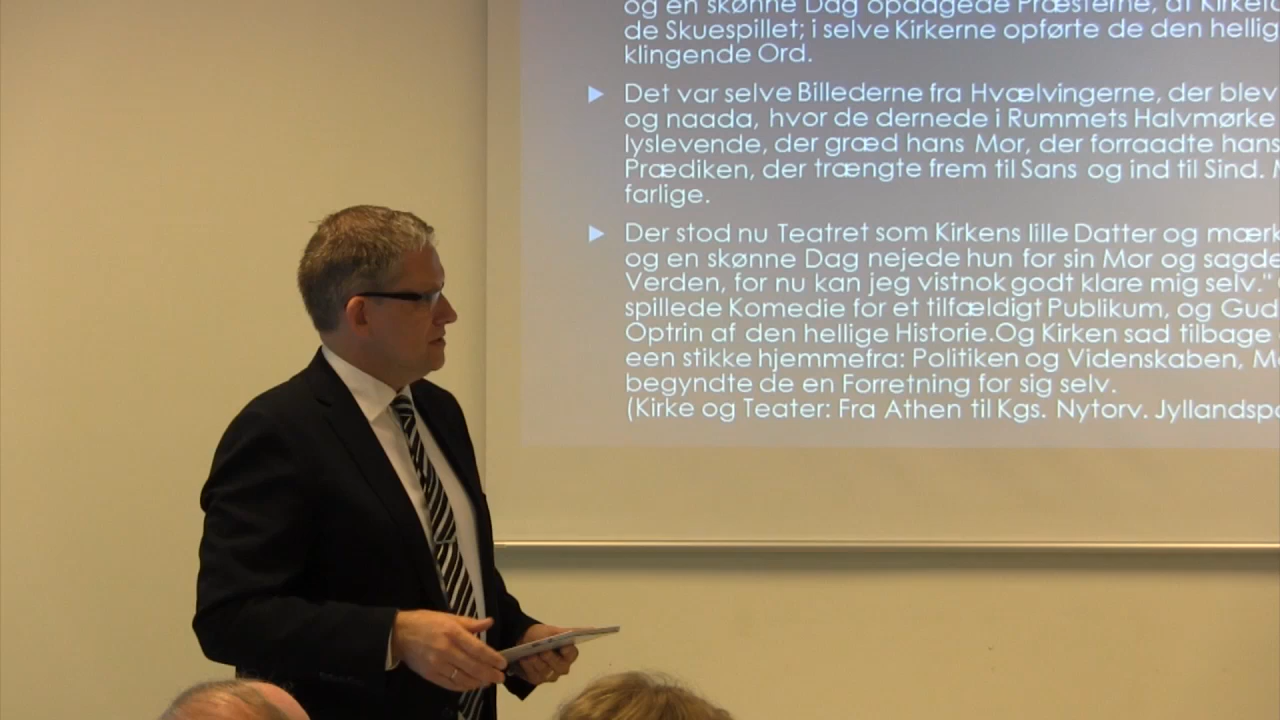 og en skønne Dag opdagede Præsterne, at
de Skuespillet; i selve Kirkerne opførte de den hellig
klingende Ord.
Det var selve Billederne fra Hvælvingerne, der blev
og naada, hvor de dernede i Rummets Halvmørke
lyslevende, der græd hans Mor, der forraadte hans
Prædiken, der trængte frem til Sans og ind til Sind.
farlige.
Der stod nu Teatret som Kirkens lille Datter og mærk
og en skønne Dag nejede hun for sin Mor og sagde
Verden, for nu kan jeg vistnok godt klare mig selv."
spillede Komedie for et tilfældigt Publikum, og Gud
Optrin af den hellige Historie.Og Kirken sad tilbage
een stikke hjemmefra: Politiken og Videnskaben,
begyndte de en Forretning for sig selv.
(Kirke og Teater: Fra Athen til Kgs. Nytorv. Jyllandspo